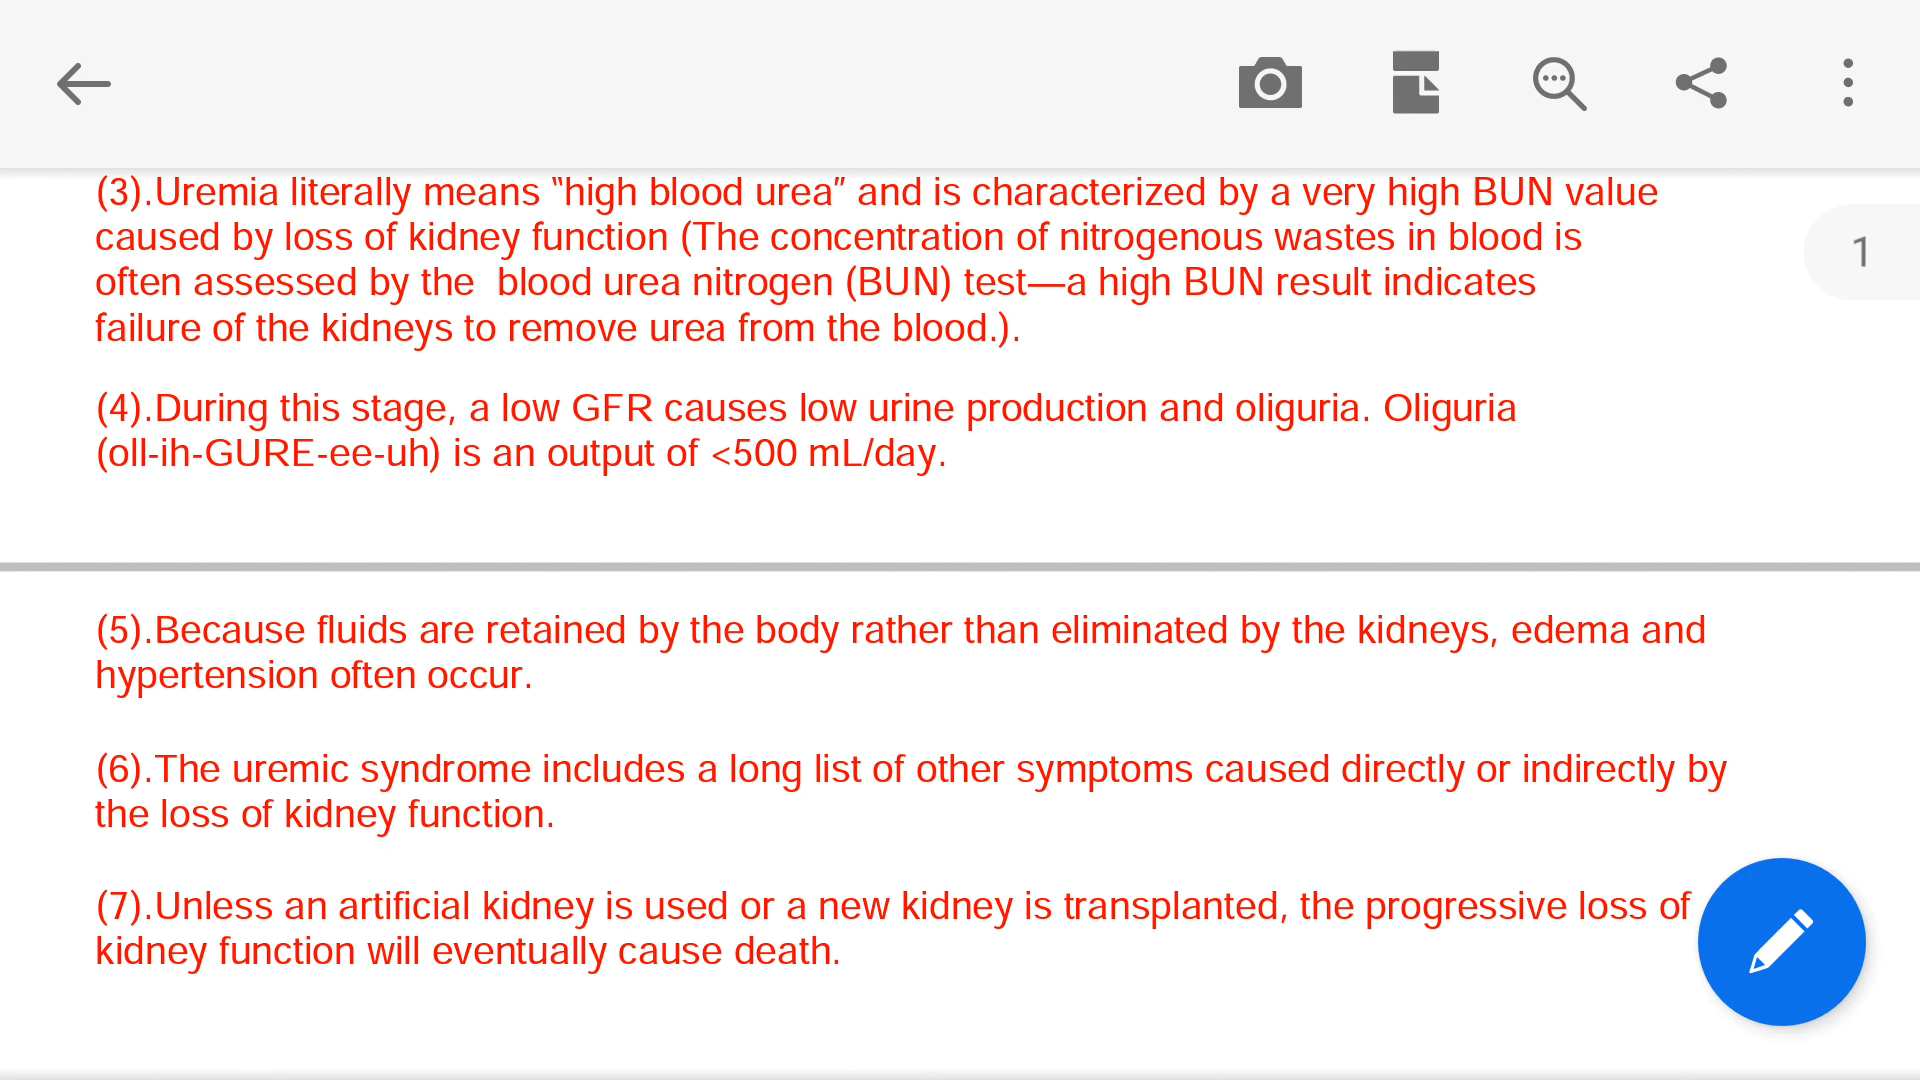 (3).Uremia literally means “high blood urea” and is characterized by a very high BUN value
caused by loss of kidney function (The concentration of nitrogenous wastes in blood is
often assessed by the  blood urea nitrogen (BUN) test—a high BUN result indicates
failure of the kidneys to remove urea from the blood.).
1
(4).During this stage, a low GFR causes low urine production and oliguria. Oliguria
(oll-ih-GURE-ee-uh) is an output of <500 mL/day.
(5).Because fluids are retained by the body rather than eliminated by the kidneys, edema and
hypertension often occur.
(6).The uremic syndrome includes a long list of other symptoms caused directly or indirectly by
the loss of kidney function.
(7).Unless an artificial kidney is used or a new kidney is transplanted, the progressive loss of
kidney function will eventually cause death.